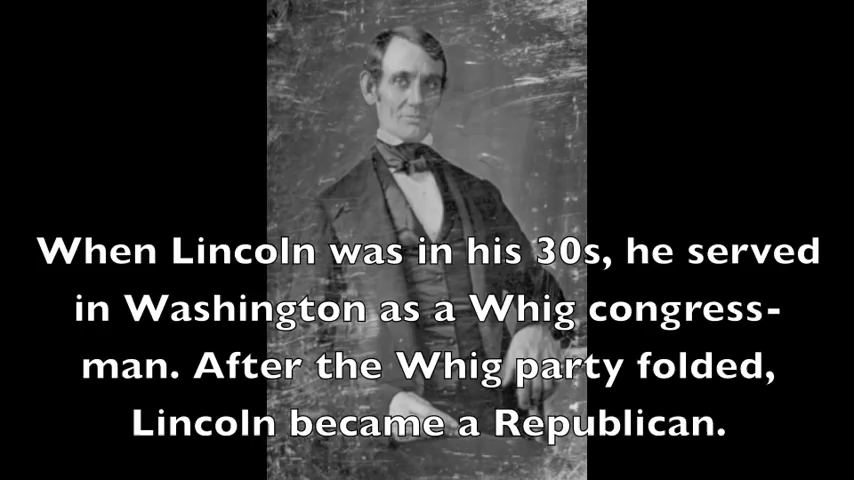 When Lincoln was in his 30s, he served
in Washington as a Whig congress-
man. After the Whig party folded,
Lincoln became a Republican.